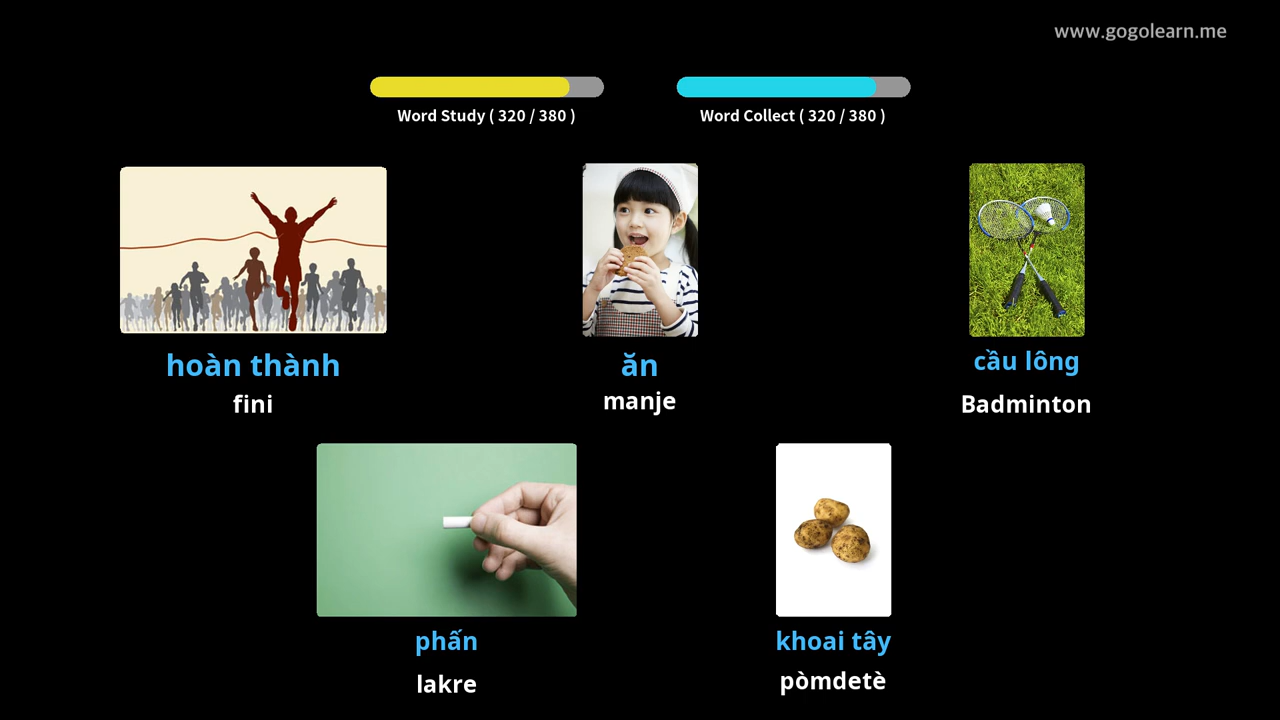 www.gogolearn.me
Word Study ( 320 / 380 )
Word Collect ( 320 / 380 )
hoàn thành
fini
ăn
manje
cầu lông
Badminton
phấn
lakre
khoai tây
pòmdetè